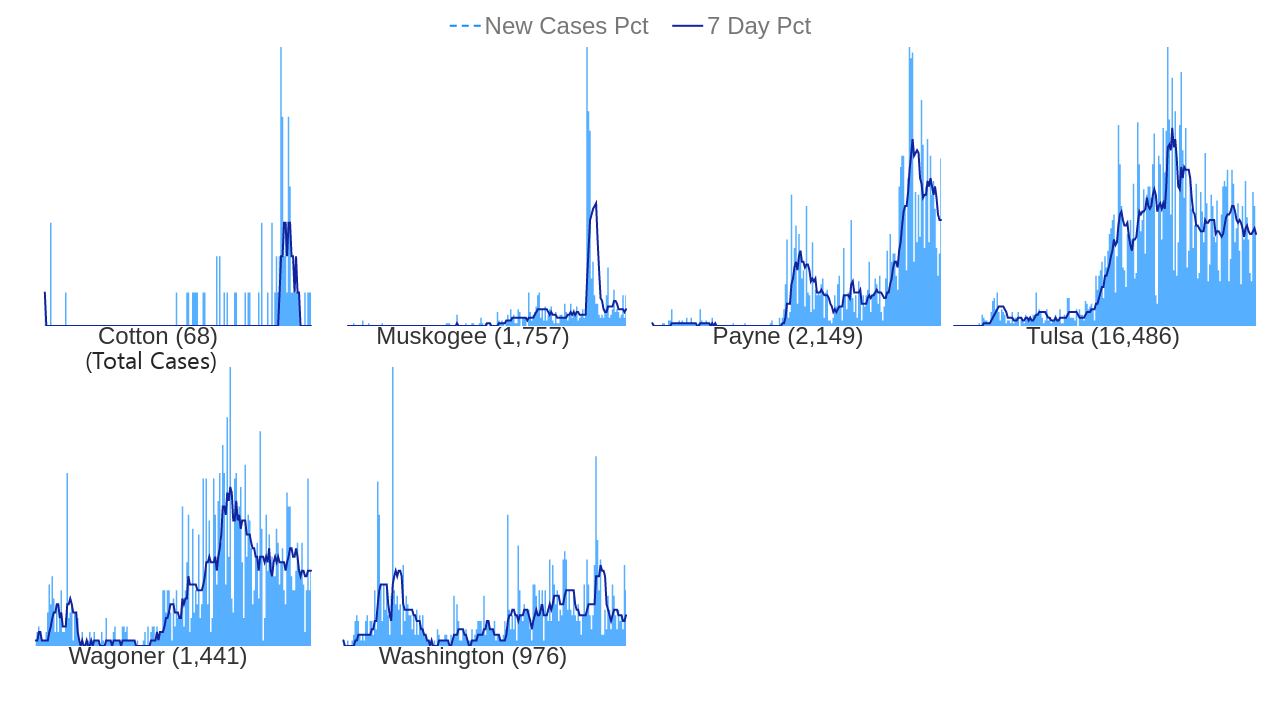 New Cases Pct 7 Day Pct
Cotton (68)
(Total Cases)
Muskogee (1,757)
Payne (2,149)
Tulsa (16,486)
Wagoner (1,441)
Washington (976)